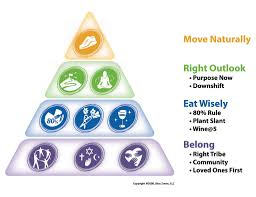 Move Naturally
Right Outlook
• Purpose Now
• Downshift
80%
Eat Wisely
• 80% Rule
• Plant Slant
• Wine@5
Belong
• Right Tribe
• Community
• Loved Ones First